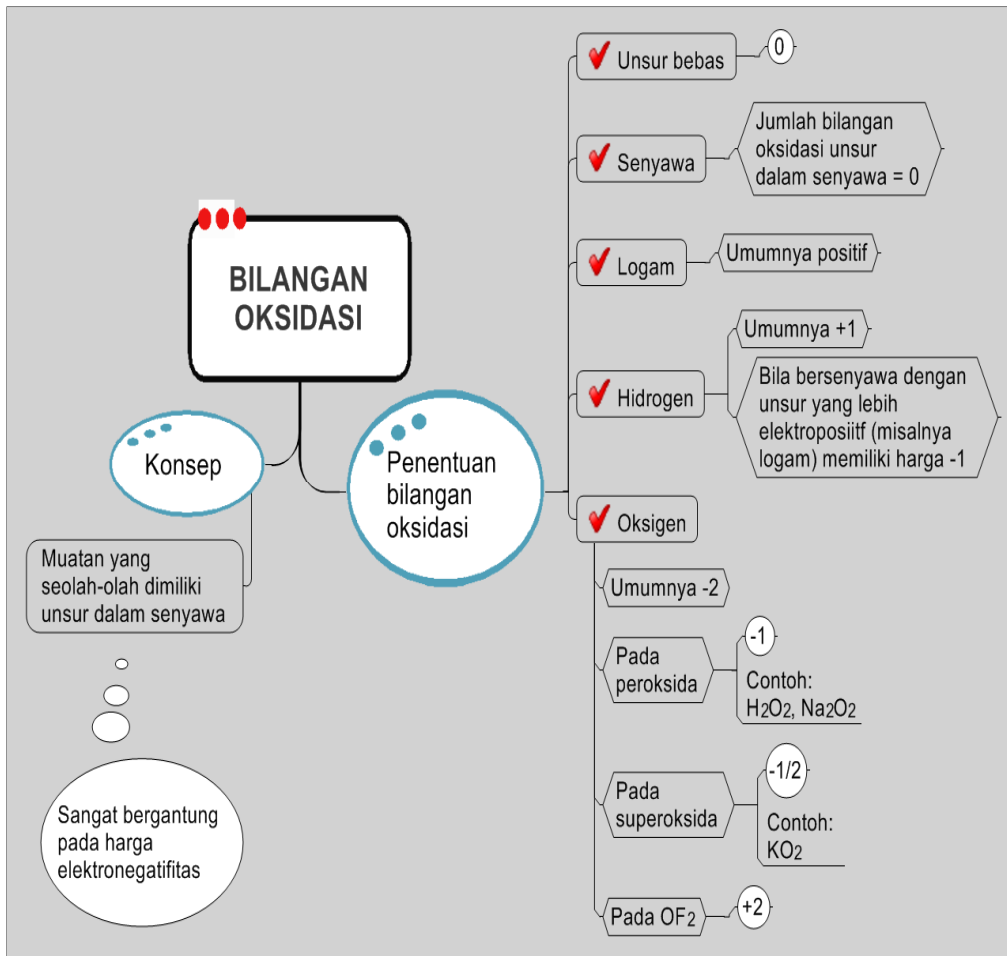 BILANGAN
OKSIDASI
Konsep
Muatan yang
seolah-olah dimiliki
unsur dalam senyawa
Sangat bergantung
pada harga
elektronegatifitas
Penentuan
bilangan
oksidasi
Unsur bebas
0
Senyawa
Jumlah bilangan
oksidasi unsur
dalam senyawa = 0
Logam
Umumnya positif
Hidrogen
Umumnya +1
Bila bersenyawa dengan
unsur yang lebih
elektroposiitf (misalnya
logam) memiliki harga -1
Oksigen
Umumnya -2
Pada
peroksida
-1
Contoh:
H2O2, Na2O2
Pada
superoksida
-1/2
Contoh:
KO2
Pada OF2
+2